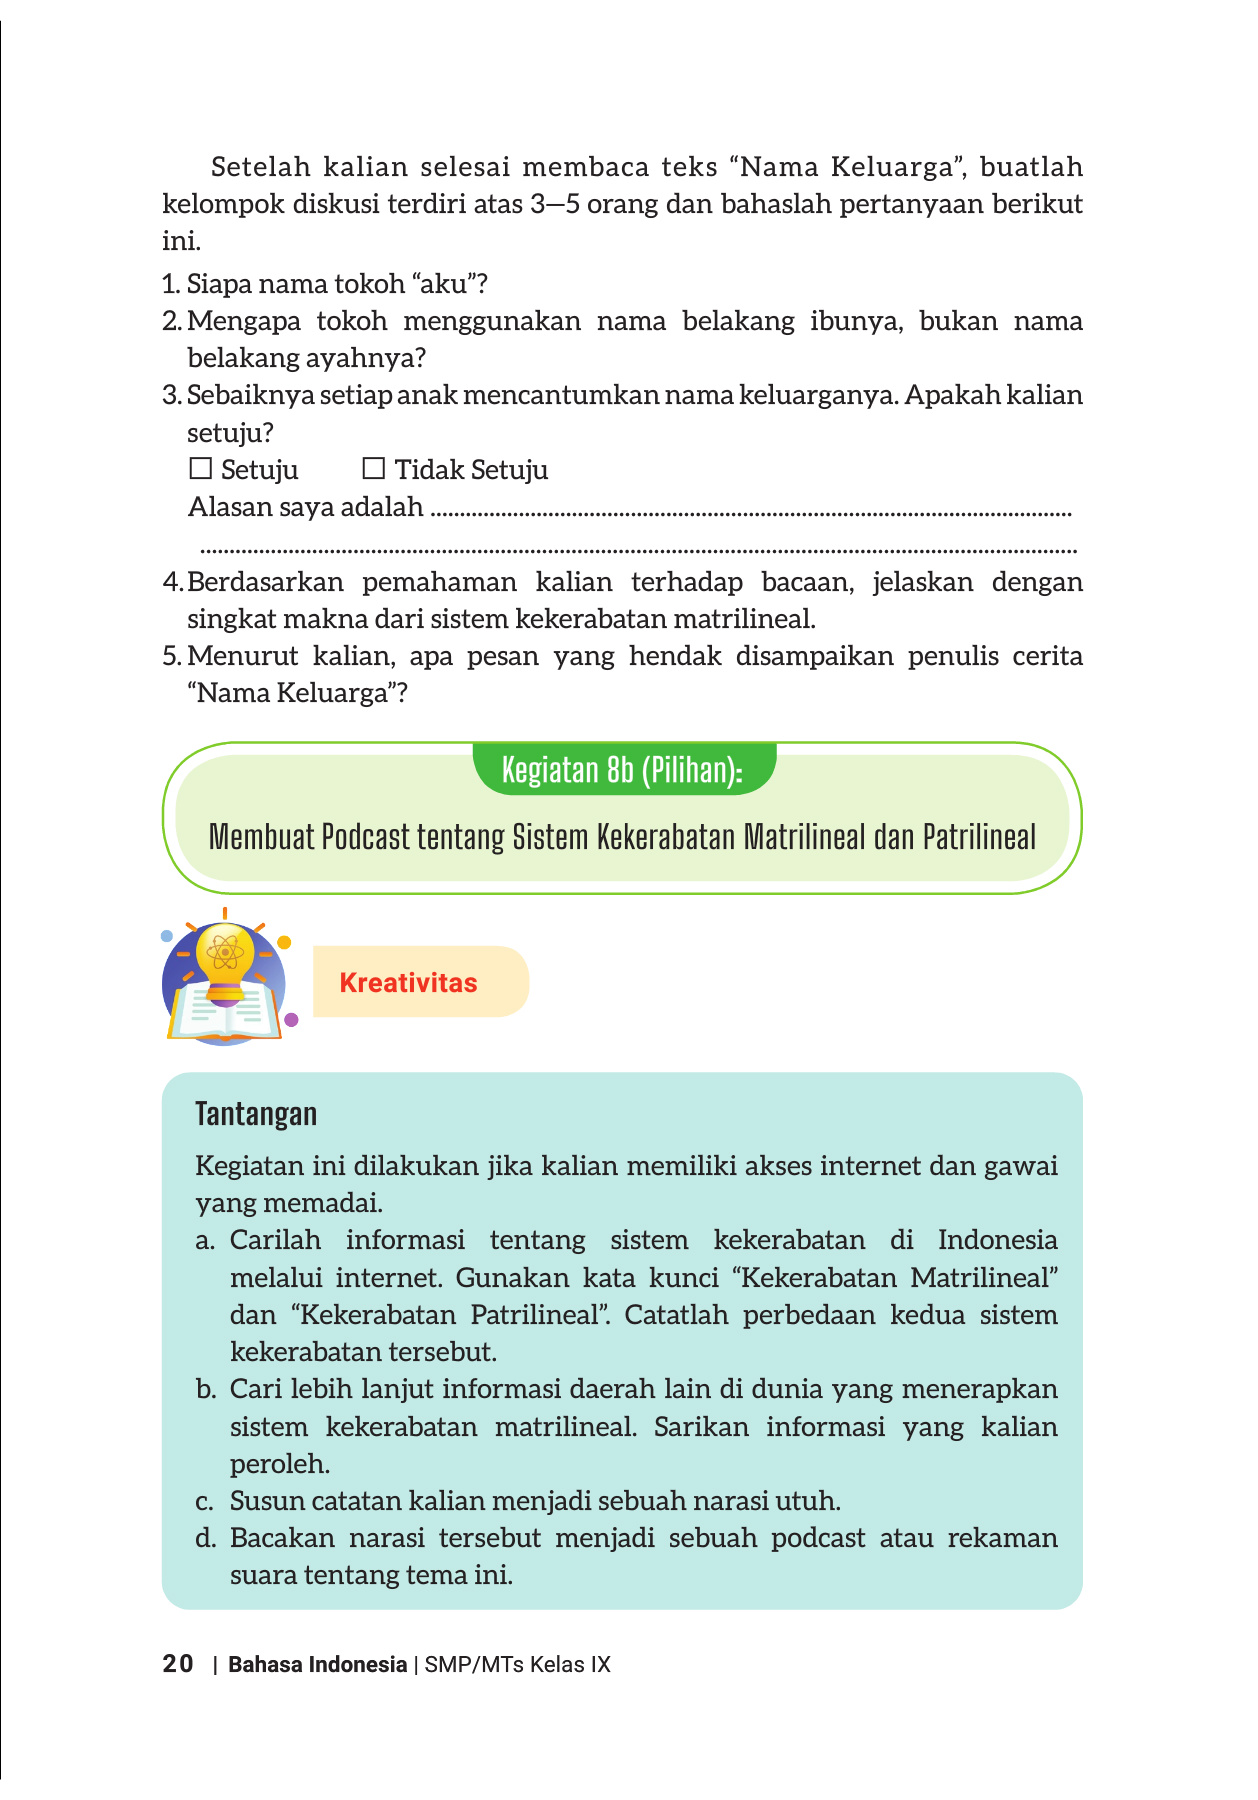 Setelah kalian selesai membaca teks “Nama Keluarga”, buatlah
kelompok diskusi terdiri atas 3—5 orang dan bahaslah pertanyaan berikut
ini.
1. Siapa nama tokoh “aku”?
2. Mengapa tokoh menggunakan nama belakang ibunya, bukan nama
belakang ayahnya?
3. Sebaiknya setiap anak mencantumkan nama keluarganya. Apakah kalian
setuju?
☐ Setuju ☐ Tidak Setuju
Alasan saya adalah ............................................................................................................
....................................................................................................................................................
4. Berdasarkan pemahaman kalian terhadap bacaan, jelaskan dengan
singkat makna dari sistem kekerabatan matrilineal.
5. Menurut kalian, apa pesan yang hendak disampaikan penulis cerita
“Nama Keluarga”?
Kegiatan 8b (Pilihan):
Membuat Podcast tentang Sistem Kekerabatan Matrilineal dan Patrilineal
Kreativitas
Tantangan
Kegiatan ini dilakukan jika kalian memiliki akses internet dan gawai
yang memadai.
a. Carilah informasi tentang sistem kekerabatan di Indonesia
melalui internet. Gunakan kata kunci “Kekerabatan Matrilineal”
dan “Kekerabatan Patrilineal”. Catatlah perbedaan kedua sistem
kekerabatan tersebut.
b. Cari lebih lanjut informasi daerah lain di dunia yang menerapkan
sistem kekerabatan matrilineal. Sarikan informasi yang kalian
peroleh.
c. Susun catatan kalian menjadi sebuah narasi utuh.
d. Bacakan narasi tersebut menjadi sebuah podcast atau rekaman
suara tentang tema ini.
20 | Bahasa Indonesia | SMP/MTs Kelas IX